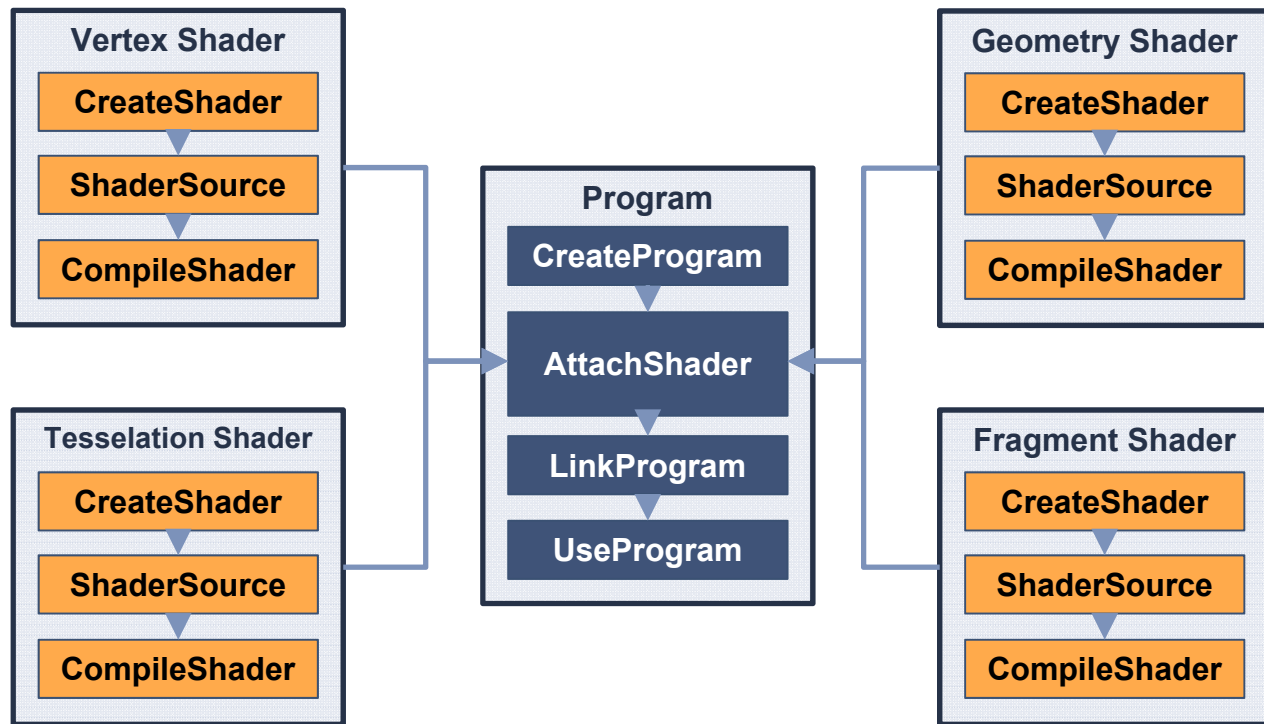 Vertex Shader
CreateShader
ShaderSource
CompileShader
Tesselation Shader
CreateShader
ShaderSource
CompileShader
Program
CreateProgram
AttachShader
LinkProgram
UseProgram
Geometry Shader
CreateShader
ShaderSource
CompileShader
Fragment Shader
CreateShader
ShaderSource
CompileShader